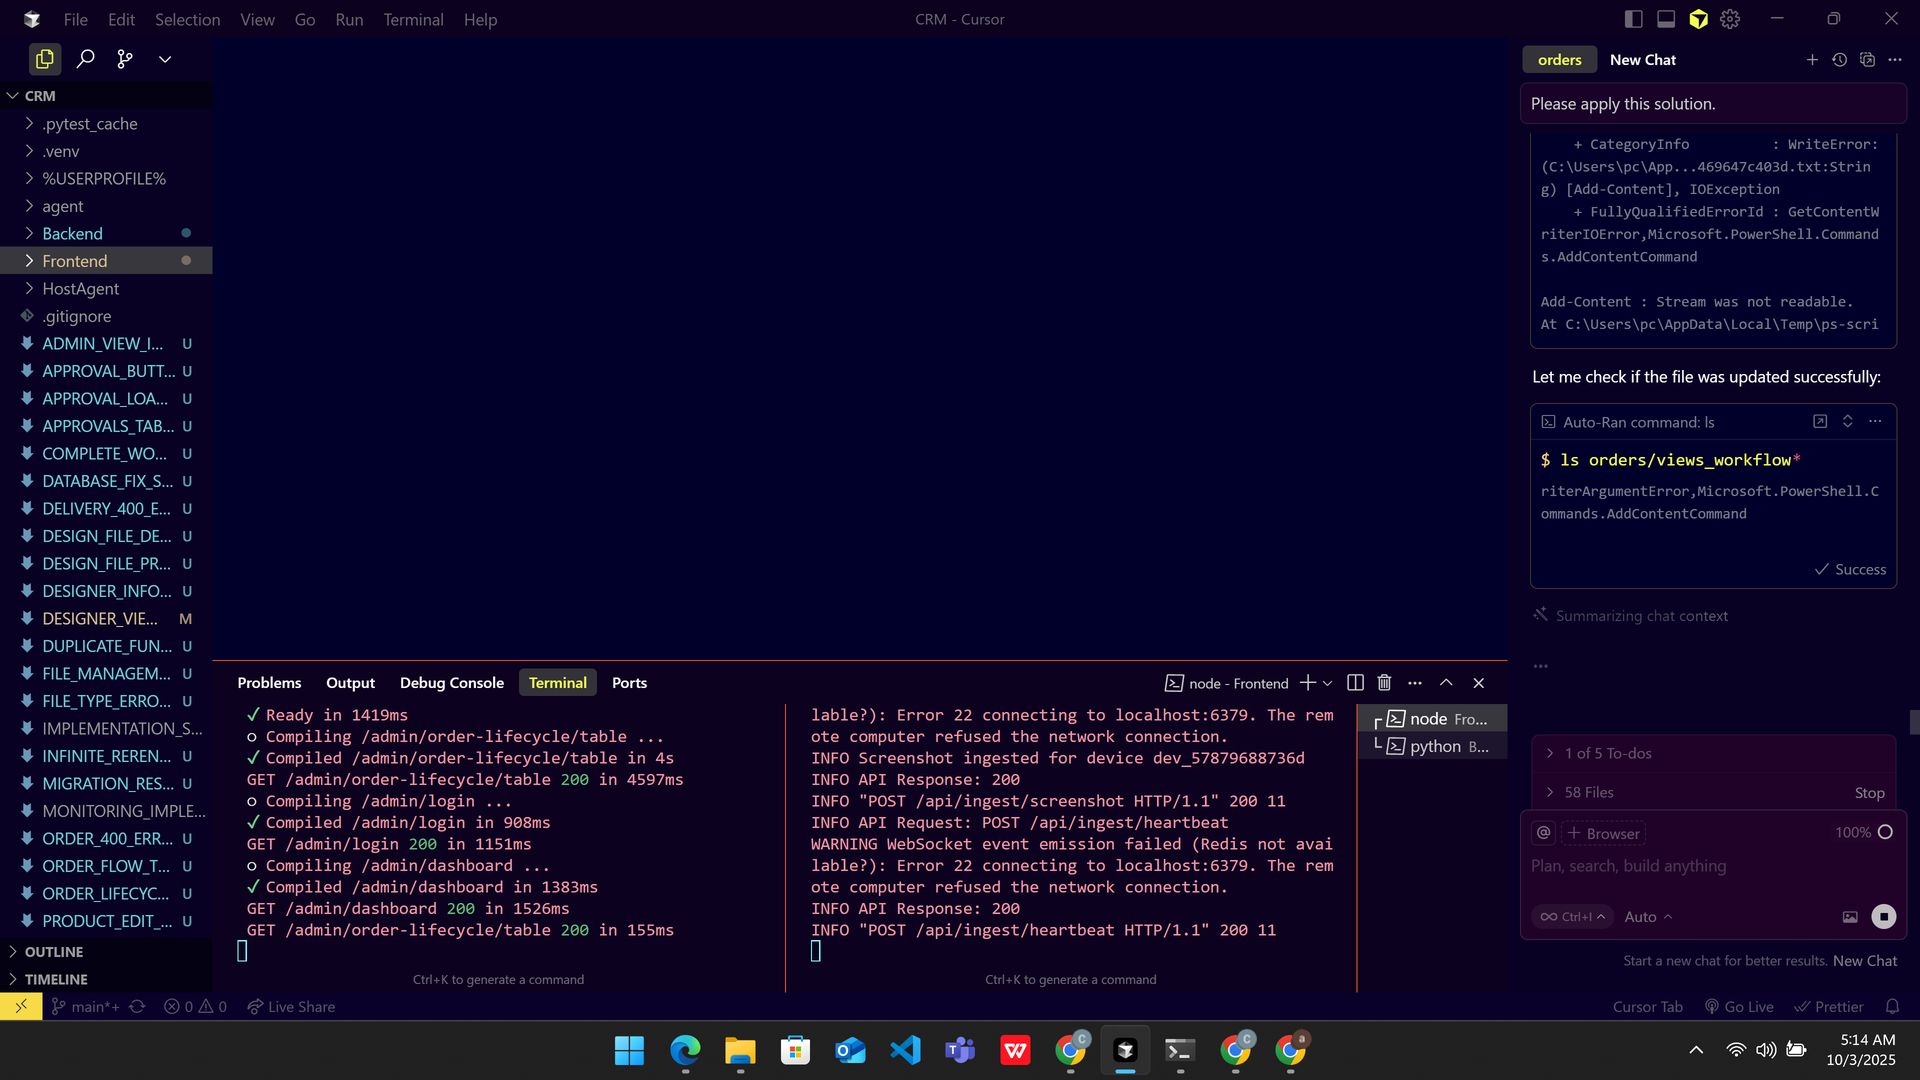 File Edit Selection View Go Run Terminal Help
CRM - Cursor
CRM
.pytest_cache
.venv
%USERPROFILE%
agent
Backend
Frontend
HostAgent
.gitignore
ADMIN_VIEW_I... U
APPROVAL_BUTT... U
APPROVAL_LOA... U
APPROVALS_TAB... U
COMPLETE_WO... U
DATABASE_FIX_S... U
DELIVERY_400_E... U
DESIGN_FILE_DE... U
DESIGN_FILE_PR... U
DESIGNER_INFO... U
DESIGNER_VIE... M
DUPLICATE_FUN... U
FILE_MANAGEM... U
FILE_TYPE_ERRO... U
IMPLEMENTATION_S...
INFINITE_REREN... U
MIGRATION_RES... U
MONITORING_IMPLE...
ORDER_400_ERR... U
ORDER_FLOW_T... U
ORDER_LIFECYC... U
PRODUCT_EDIT_... U
OUTLINE
TIMELINE
Problems Output Debug Console Terminal Ports
node - Frontend
✓ Ready in 1419ms
○ Compiling /admin/order-lifecycle/table ...
✓ Compiled /admin/order-lifecycle/table in 4s
GET /admin/order-lifecycle/table 200 in 4597ms
○ Compiling /admin/login ...
✓ Compiled /admin/login in 908ms
GET /admin/login 200 in 1151ms
○ Compiling /admin/dashboard ...
✓ Compiled /admin/dashboard in 1383ms
GET /admin/dashboard 200 in 1526ms
GET /admin/order-lifecycle/table 200 in 155ms
Ctrl+K to generate a command
lable?): Error 22 connecting to localhost:6379. The rem
ote computer refused the network connection.
INFO Screenshot ingested for device dev_57879688736d
INFO API Response: 200
INFO "POST /api/ingest/screenshot HTTP/1.1" 200 11
INFO API Request: POST /api/ingest/heartbeat
WARNING WebSocket event emission failed (Redis not avai
lable?): Error 22 connecting to localhost:6379. The rem
ote computer refused the network connection.
INFO API Response: 200
INFO "POST /api/ingest/heartbeat HTTP/1.1" 200 11
Ctrl+K to generate a command
node Fro...
python B...
orders New Chat
Please apply this solution.
+ CategoryInfo : WriteError:
(C:\Users\pc\App...469647c403d.txt:Strin
g) [Add-Content], IOException
+ FullyQualifiedErrorId : GetContentW
riterIOError,Microsoft.PowerShell.Command
s.AddContentCommand
Add-Content : Stream was not readable.
At C:\Users\pc\AppData\Local\Temp\ps-scri
Let me check if the file was updated successfully:
Auto-Ran command: ls
$ ls orders/views_workflow*
riterArgumentError,Microsoft.PowerShell.C
ommands.AddContentCommand
✓ Success
Summarizing chat context
1 of 5 To-dos
58 Files Stop
@ + Browser 100%
Plan, search, build anything
∞ Ctrl+I Auto
Start a new chat for better results. New Chat
main*+ 0 0 Live Share
Cursor Tab Go Live Prettier
5:14 AM
10/3/2025